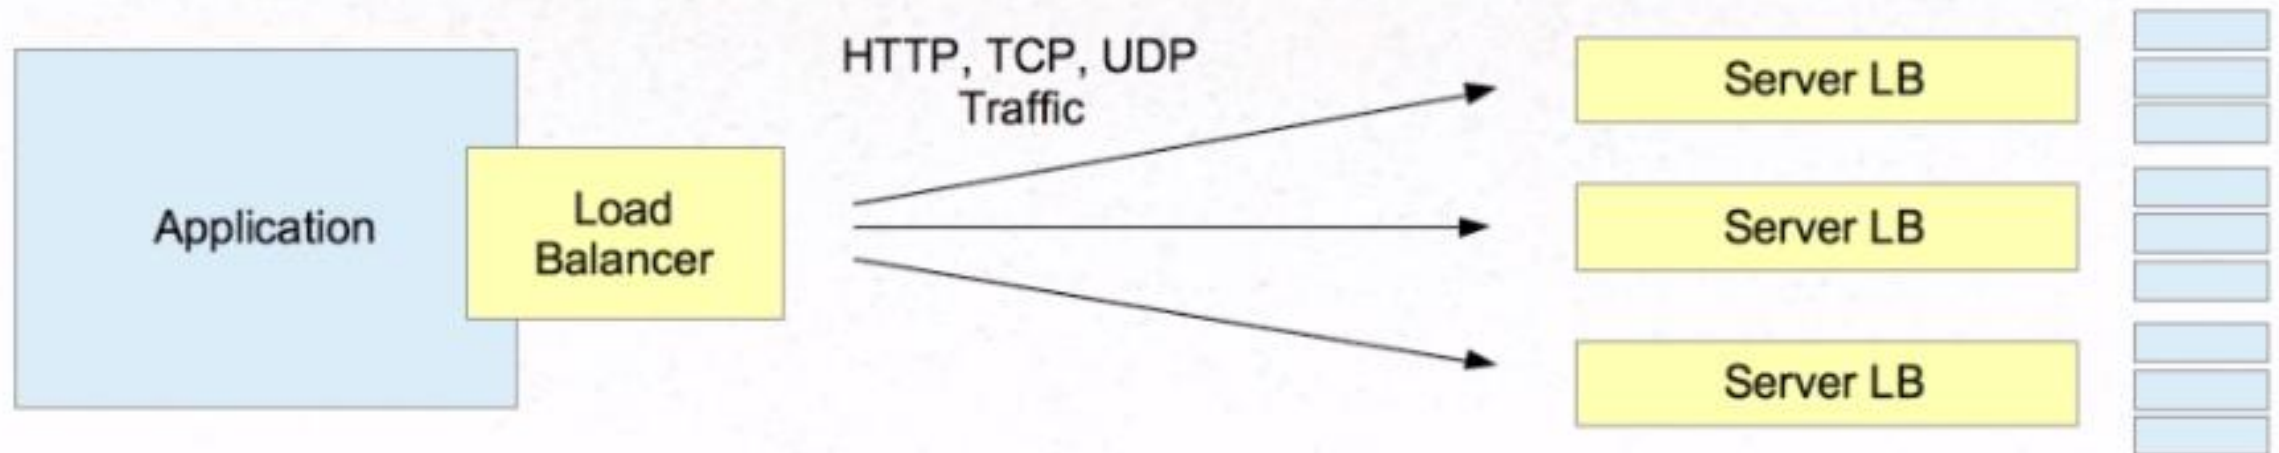 Application
Load
Balancer
HTTP, TCP, UDP
Traffic
Server LB
Server LB
Server LB